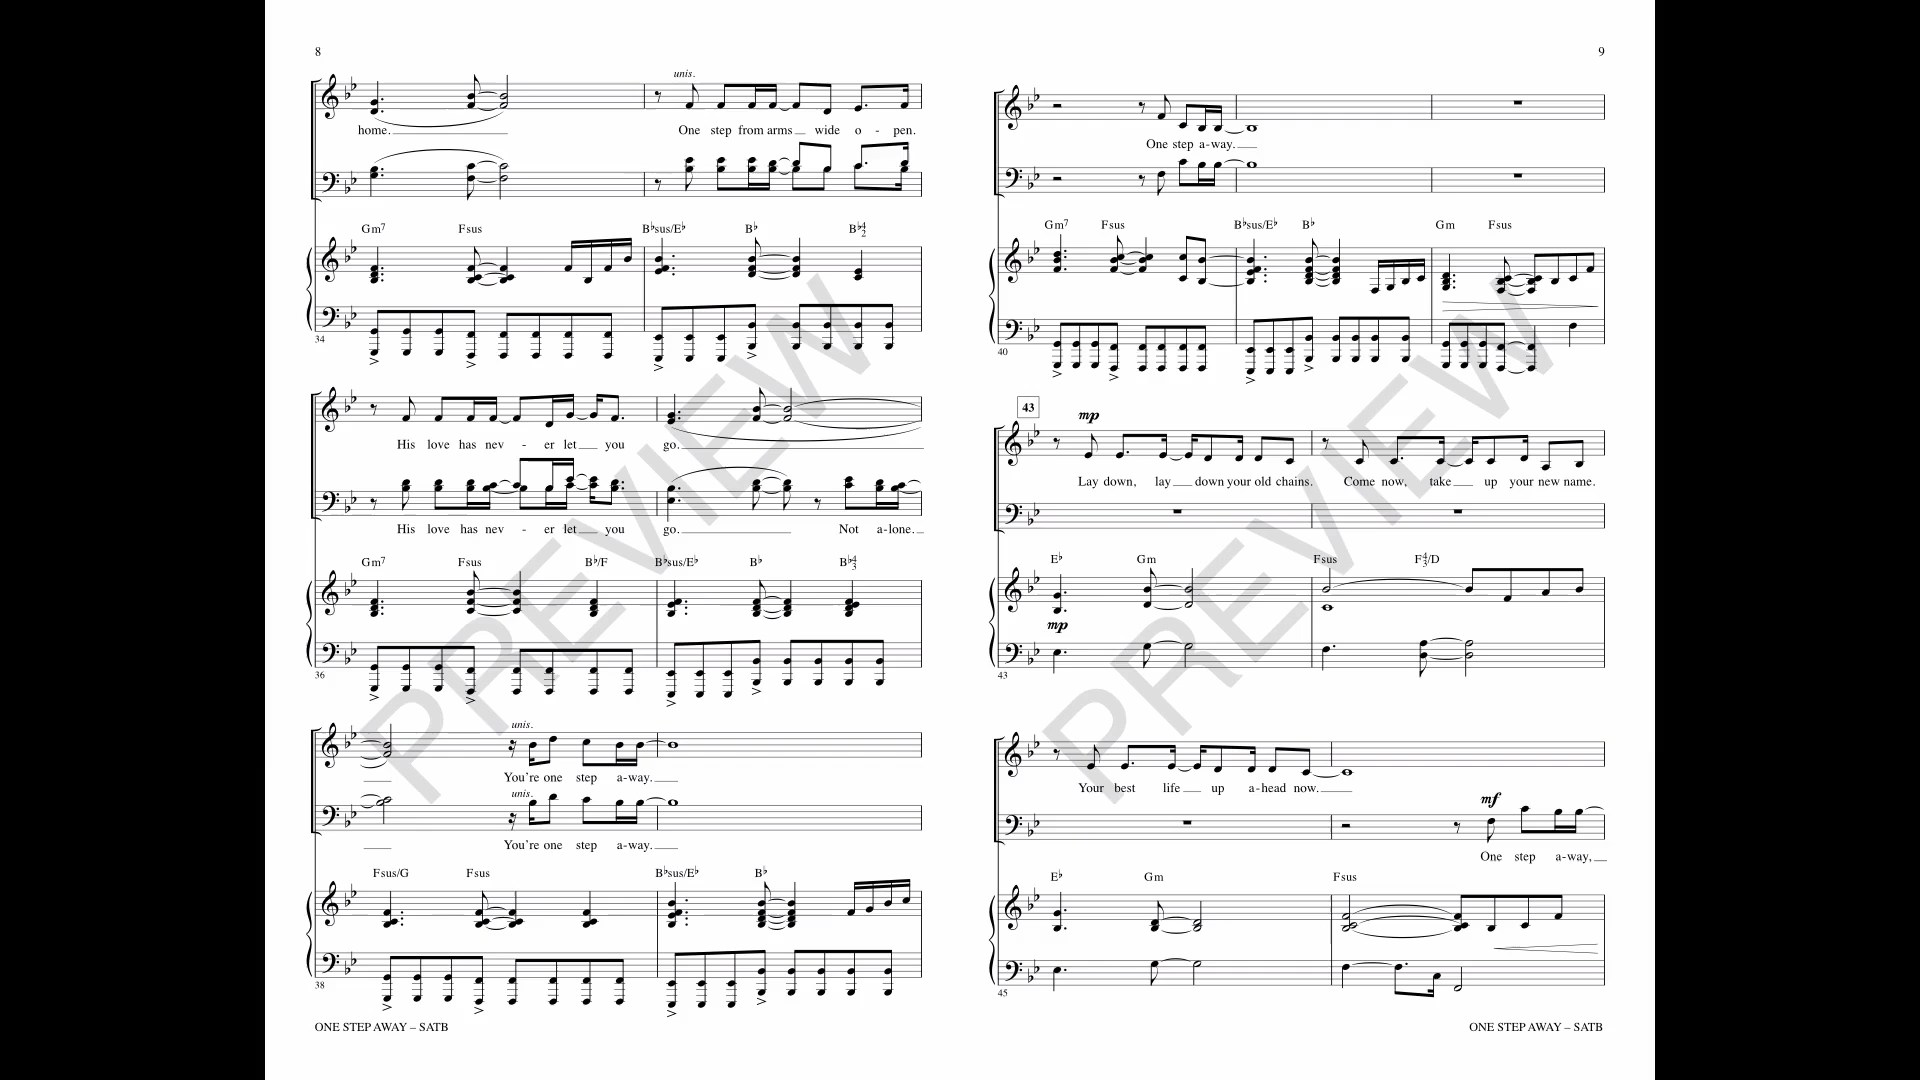 8
unis.
home. One step from arms wide o - pen.
Gm7 Fsus B♭sus/E♭ B♭ B♭4/2
34
His love has nev - er let you go.
His love has nev - er let you go. Not a-lone.
Gm7 Fsus B♭/F B♭sus/E♭ B♭ B♭4/3
36
unis.
You're one step a-way.
unis.
You're one step a-way.
Fsus/G Fsus B♭sus/E♭ B♭
38
ONE STEP AWAY – SATB
9
One step a-way.
Gm7 Fsus B♭sus/E♭ B♭ Gm Fsus
40
43
mp
Lay down, lay down your old chains. Come now, take up your new name.
E♭ Gm Fsus F4/3/D
mp
43
Your best life up a-head now.
mf
One step a-way,
E♭ Gm Fsus
45
ONE STEP AWAY – SATB
PREVIEW
PREVIEW